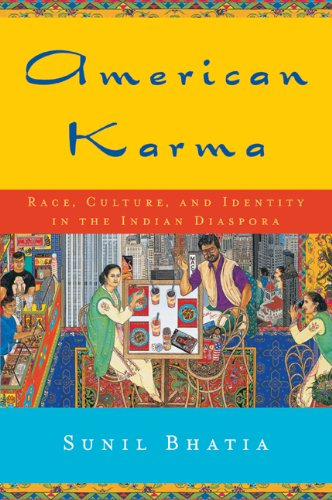 American
Karma
Race, Culture, and Identity
in the Indian Diaspora
Sunil Bhatia